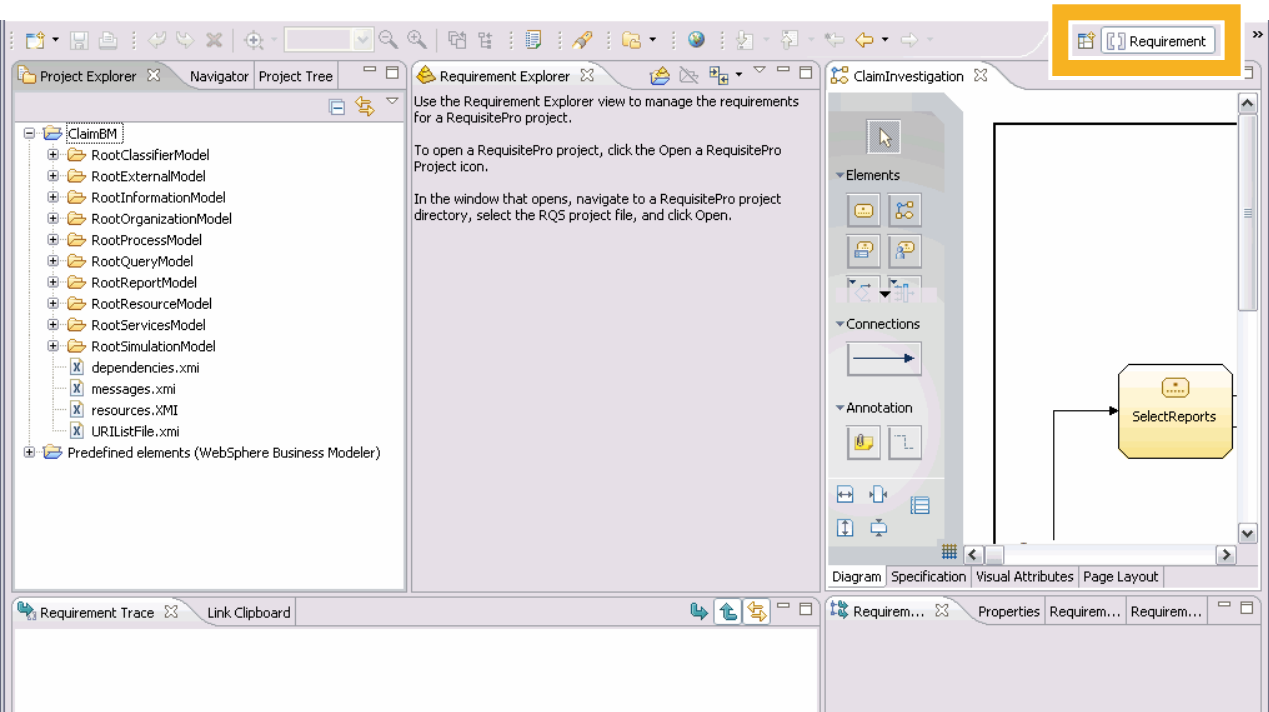 Requirement
»
Project Explorer
Navigator
Project Tree
ClaimBM
RootClassifierModel
RootExternalModel
RootInformationModel
RootOrganizationModel
RootProcessModel
RootQueryModel
RootReportModel
RootResourceModel
RootServicesModel
RootSimulationModel
dependencies.xmi
messages.xmi
resources.XMI
URIListFile.xmi
Predefined elements (WebSphere Business Modeler)
Requirement Explorer
Use the Requirement Explorer view to manage the requirements
for a RequisitePro project.
To open a RequisitePro project, click the Open a RequisitePro
Project icon.
In the window that opens, navigate to a RequisitePro project
directory, select the RQS project file, and click Open.
ClaimInvestigation
Elements
Connections
Annotation
SelectReports
Diagram
Specification
Visual Attributes
Page Layout
Requirement Trace
Link Clipboard
Requirem...
Properties
Requirem...
Requirem...